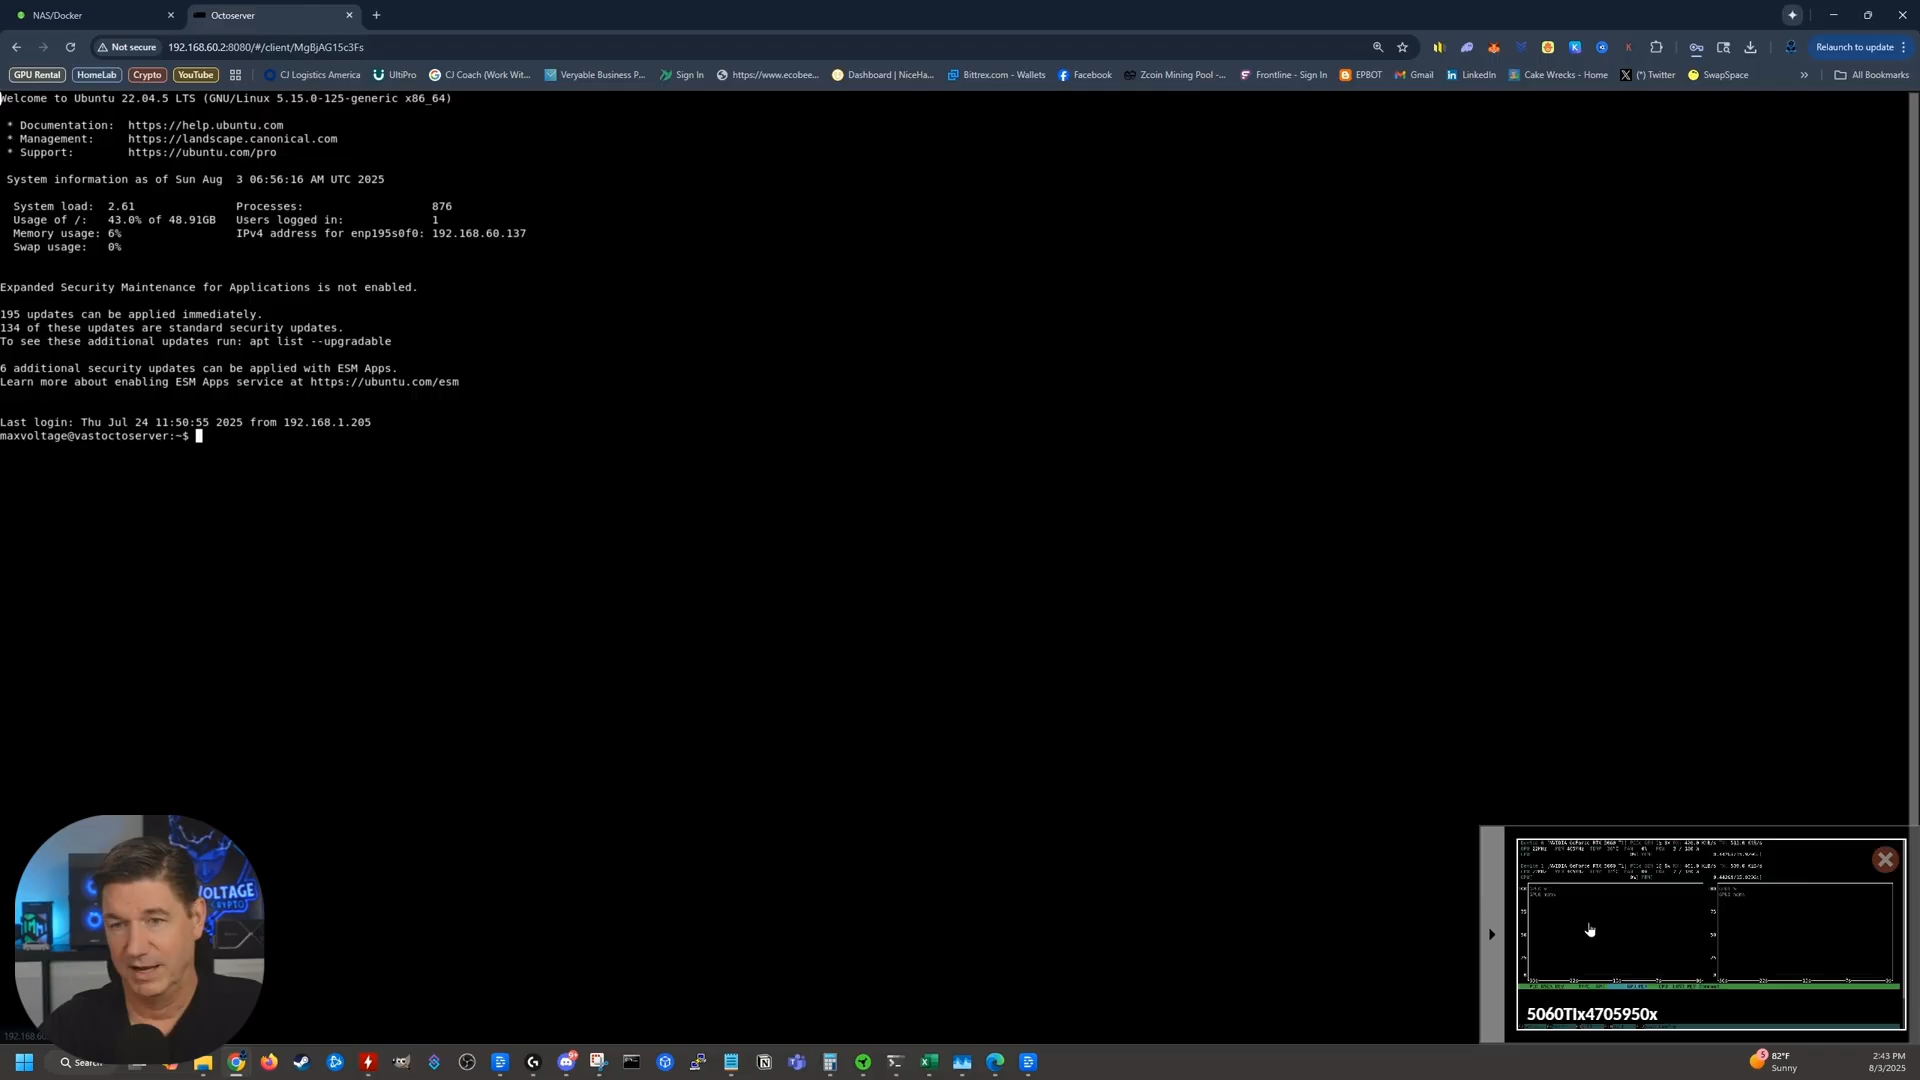 NAS/Docker
Octoserver
Not secure
192.168.60.2:8080/#/client/MgBjAG15c3Fs
Relaunch to update
GPU Rental
HomeLab
Crypto
YouTube
CJ Logistics America
UltiPro
CJ Coach (Work Wit...
Veryable Business P...
Sign In
https://www.ecobee...
Dashboard | NiceHa...
Bittrex.com - Wallets
Facebook
Zcoin Mining Pool -...
Frontline - Sign In
EPBOT
Gmail
LinkedIn
Cake Wrecks - Home
(*) Twitter
SwapSpace
All Bookmarks
Welcome to Ubuntu 22.04.5 LTS (GNU/Linux 5.15.0-125-generic x86_64)
* Documentation: https://help.ubuntu.com
* Management: https://landscape.canonical.com
* Support: https://ubuntu.com/pro
System information as of Sun Aug 3 06:56:16 AM UTC 2025
System load: 2.61 Processes: 876
Usage of /: 43.0% of 48.91GB Users logged in: 1
Memory usage: 6% IPv4 address for enp195s0f0: 192.168.60.137
Swap usage: 0%
Expanded Security Maintenance for Applications is not enabled.
195 updates can be applied immediately.
134 of these updates are standard security updates.
To see these additional updates run: apt list --upgradable
6 additional security updates can be applied with ESM Apps.
Learn more about enabling ESM Apps service at https://ubuntu.com/esm
Last login: Thu Jul 24 11:50:55 2025 from 192.168.1.205
maxvoltage@vastoctoserver:~$
VOLTAGE
5060TIx4705950x
Search
82°F
Sunny
2:43 PM
8/3/2025